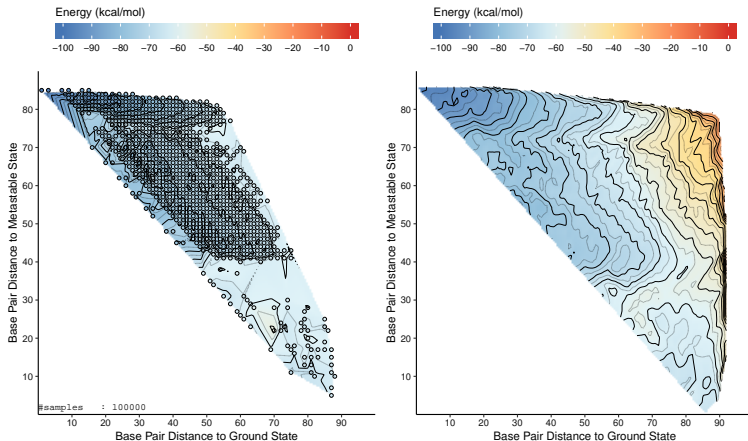 Energy (kcal/mol)
−100 −90 −80 −70 −60 −50 −40 −30 −20 −10 0
Base Pair Distance to Metastable State
80
70
60
50
40
30
20
10
#samples : 100000
10 20 30 40 50 60 70 80 90
Base Pair Distance to Ground State
Energy (kcal/mol)
−100 −90 −80 −70 −60 −50 −40 −30 −20 −10 0
Base Pair Distance to Metastable State
80
70
60
50
40
30
20
10
10 20 30 40 50 60 70 80 90
Base Pair Distance to Ground State